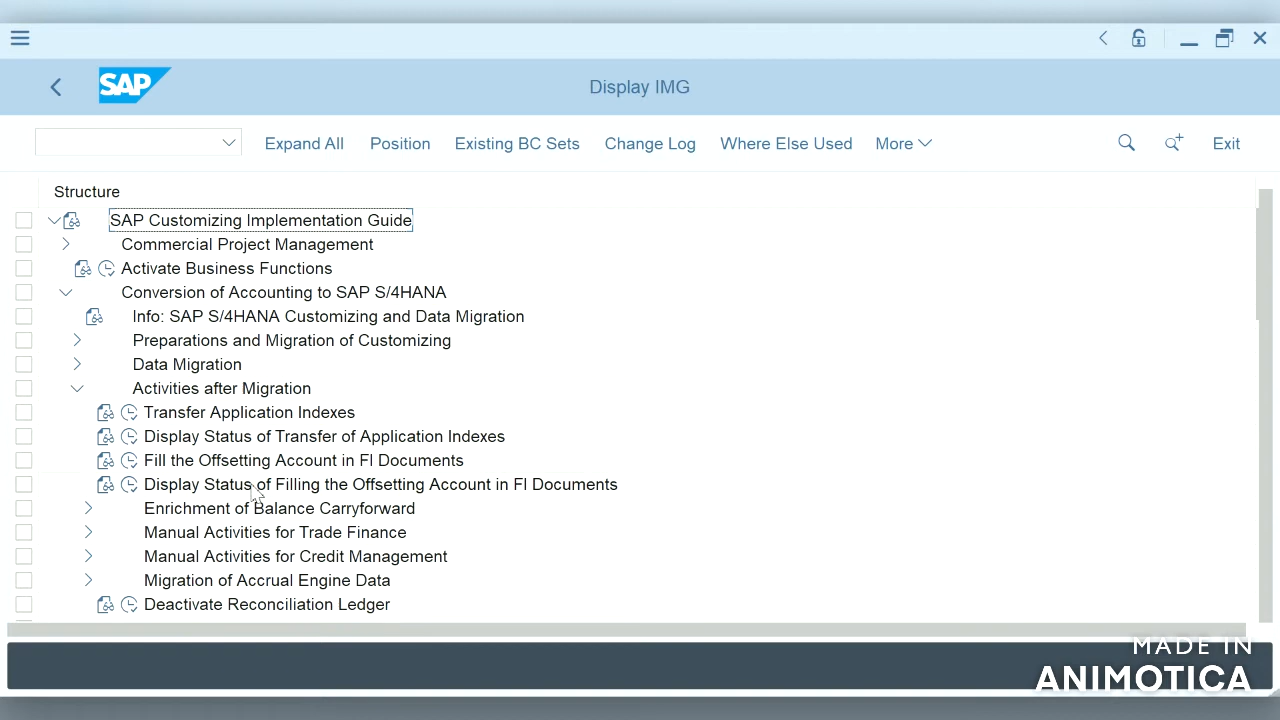 SAP
Display IMG
Expand All
Position
Existing BC Sets
Change Log
Where Else Used
More
Exit
Structure
SAP Customizing Implementation Guide
Commercial Project Management
Activate Business Functions
Conversion of Accounting to SAP S/4HANA
Info: SAP S/4HANA Customizing and Data Migration
Preparations and Migration of Customizing
Data Migration
Activities after Migration
Transfer Application Indexes
Display Status of Transfer of Application Indexes
Fill the Offsetting Account in FI Documents
Display Status of Filling the Offsetting Account in FI Documents
Enrichment of Balance Carryforward
Manual Activities for Trade Finance
Manual Activities for Credit Management
Migration of Accrual Engine Data
Deactivate Reconciliation Ledger
MADE IN
ANIMOTICA